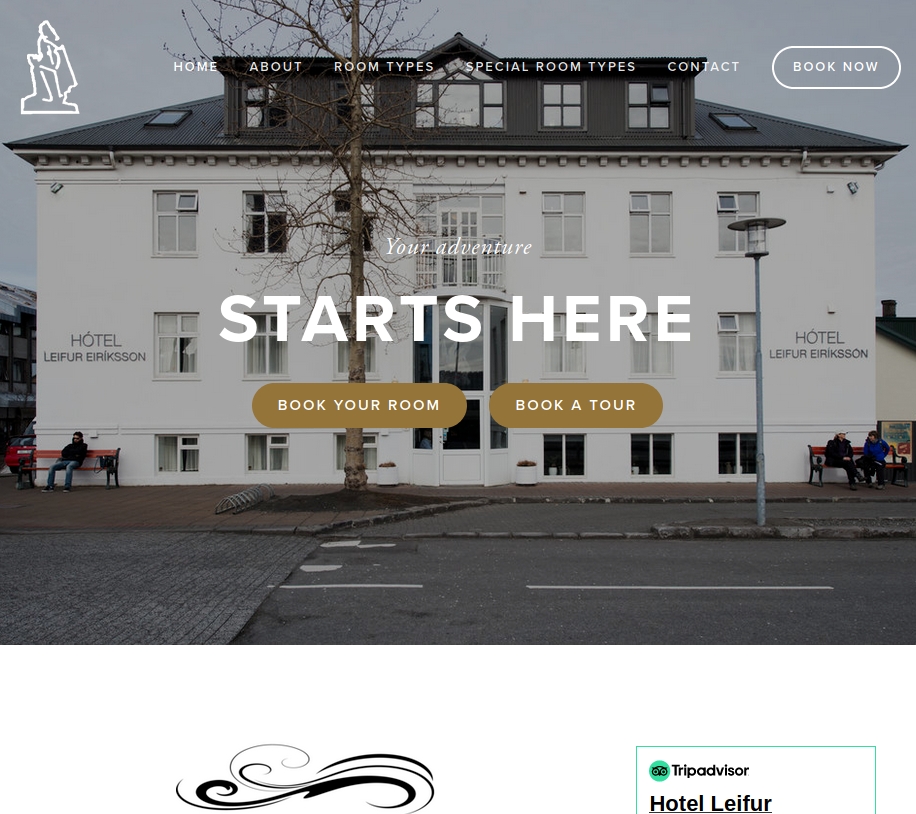 HOME ABOUT ROOM TYPES SPECIAL ROOM TYPES CONTACT BOOK NOW
Your adventure
STARTS HERE
HÓTEL
LEIFUR EIRÍKSSON
HÓTEL
LEIFUR EIRÍKSSON
BOOK YOUR ROOM BOOK A TOUR
Tripadvisor
Hotel Leifur